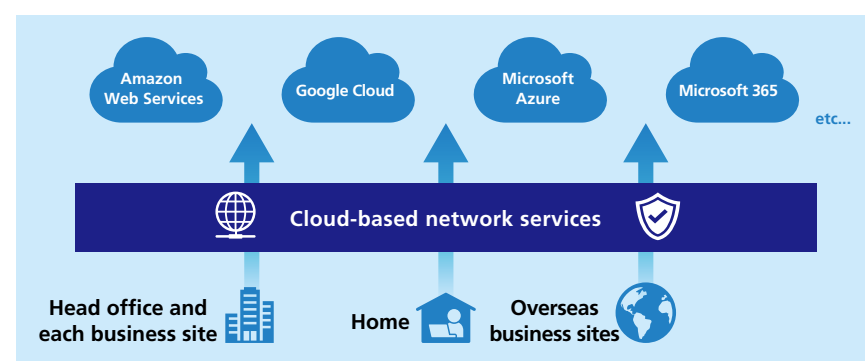 Amazon
Web Services
Google Cloud
Microsoft
Azure
Microsoft 365
etc...
Cloud-based network services
Head office and
each business site
Home
Overseas
business sites